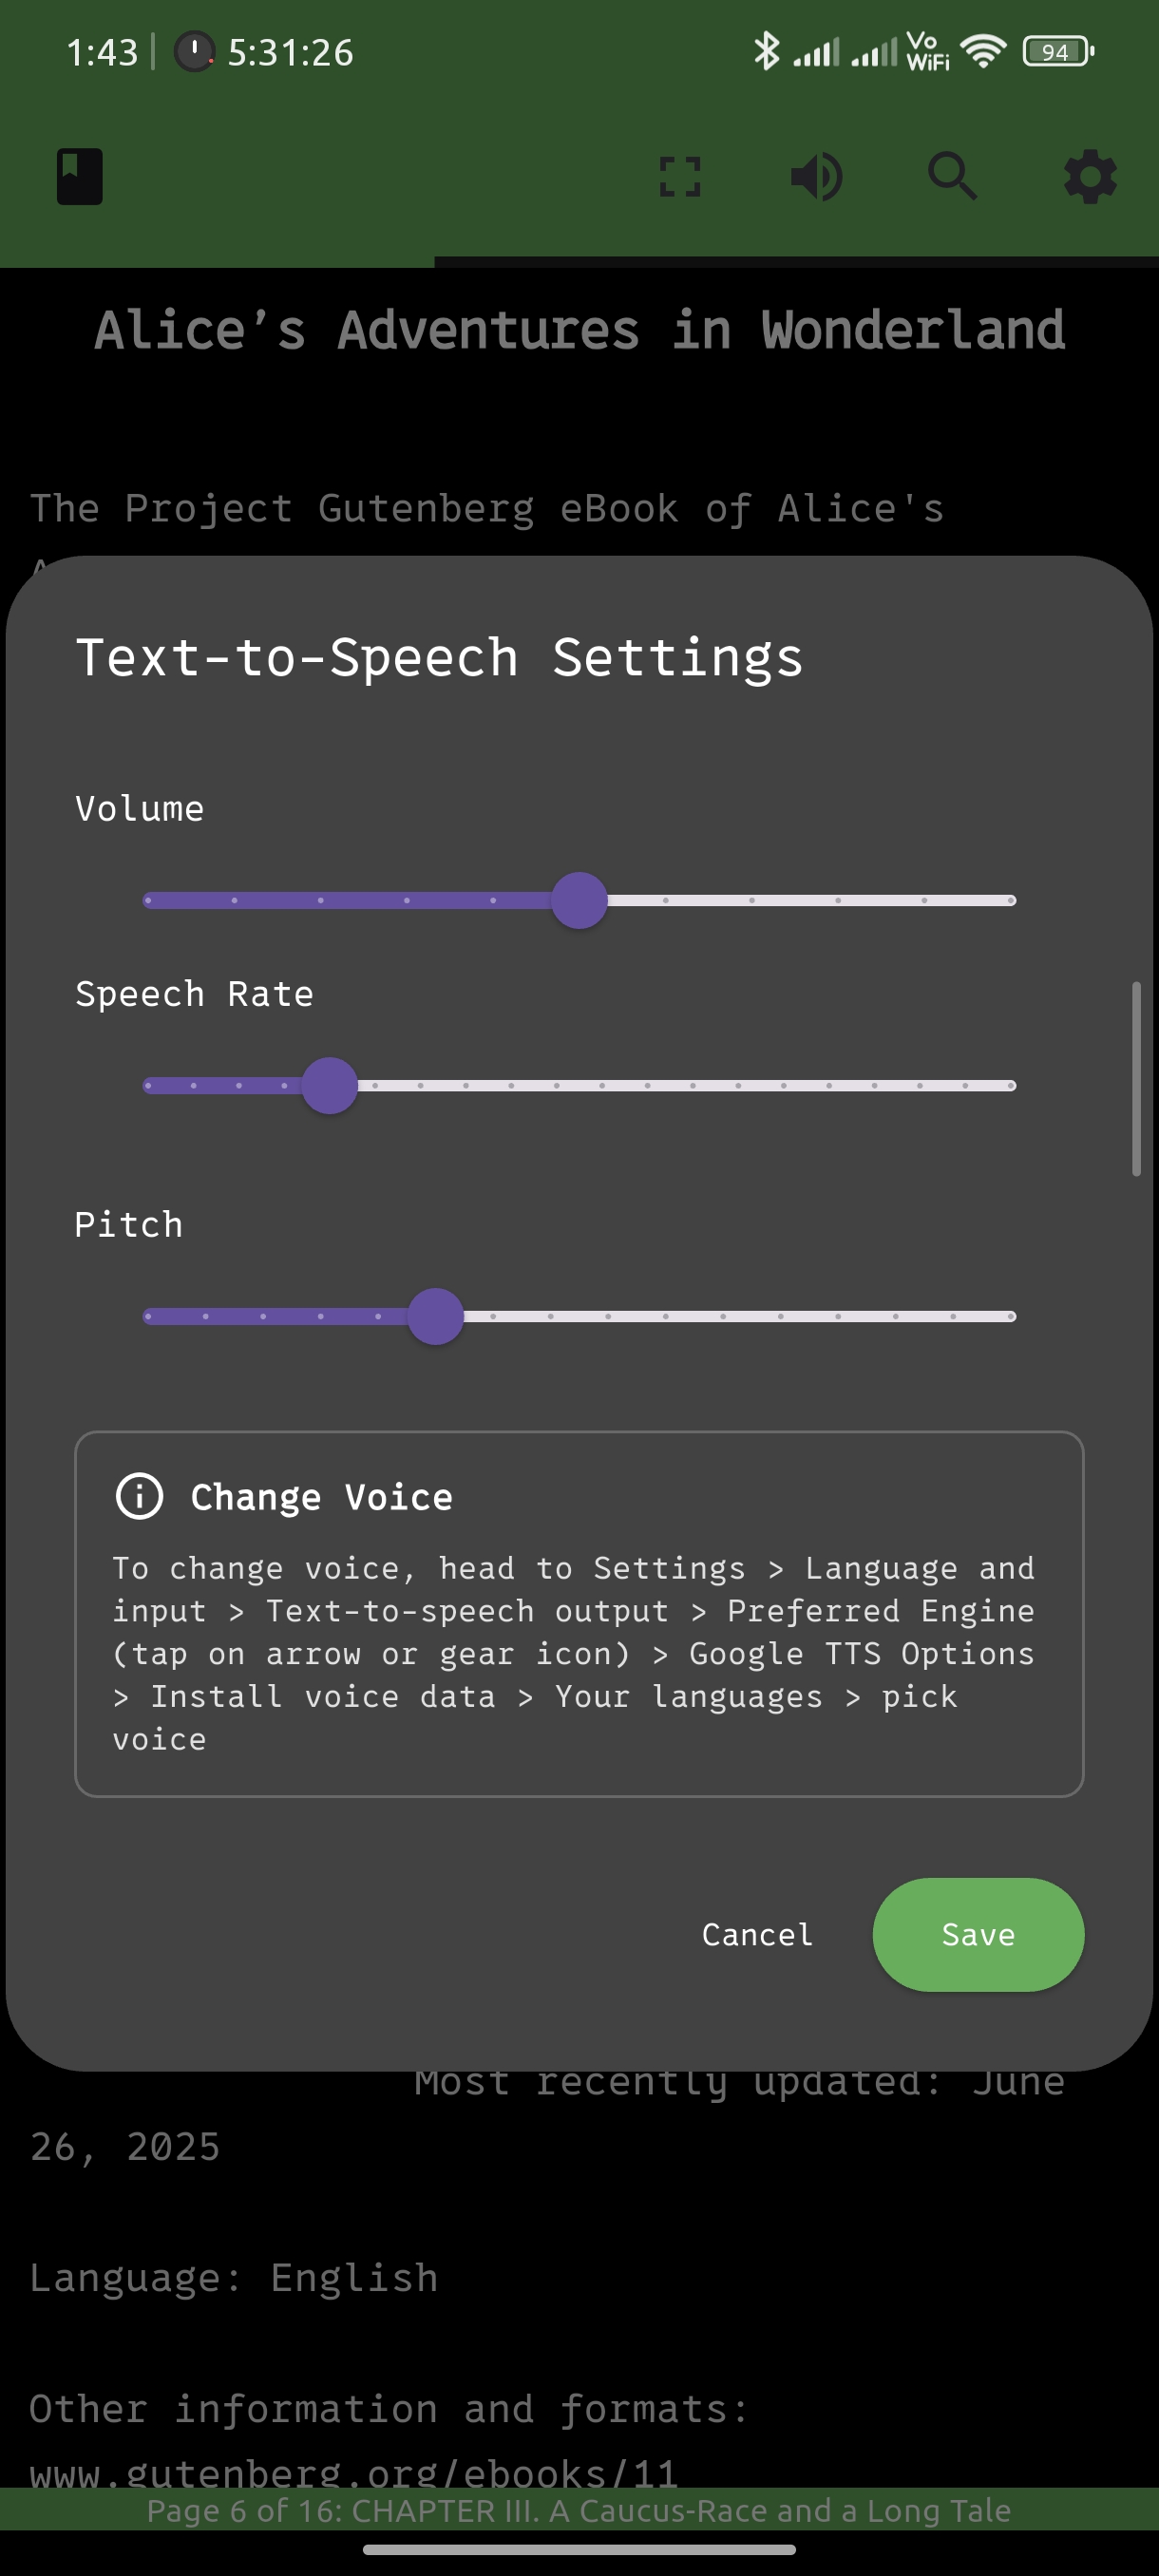 1:43
5:31:26
Vo
WiFi
94
Alice’s Adventures in Wonderland
The Project Gutenberg eBook of Alice's
Text-to-Speech Settings
Volume
Speech Rate
Pitch
Change Voice
To change voice, head to Settings > Language and
input > Text-to-speech output > Preferred Engine
(tap on arrow or gear icon) > Google TTS Options
> Install voice data > Your languages > pick
voice
Cancel
Save
Most recently updated: June
26, 2025
Language: English
Other information and formats:
www.gutenberg.org/ebooks/11
Page 6 of 16: CHAPTER III. A Caucus-Race and a Long Tale